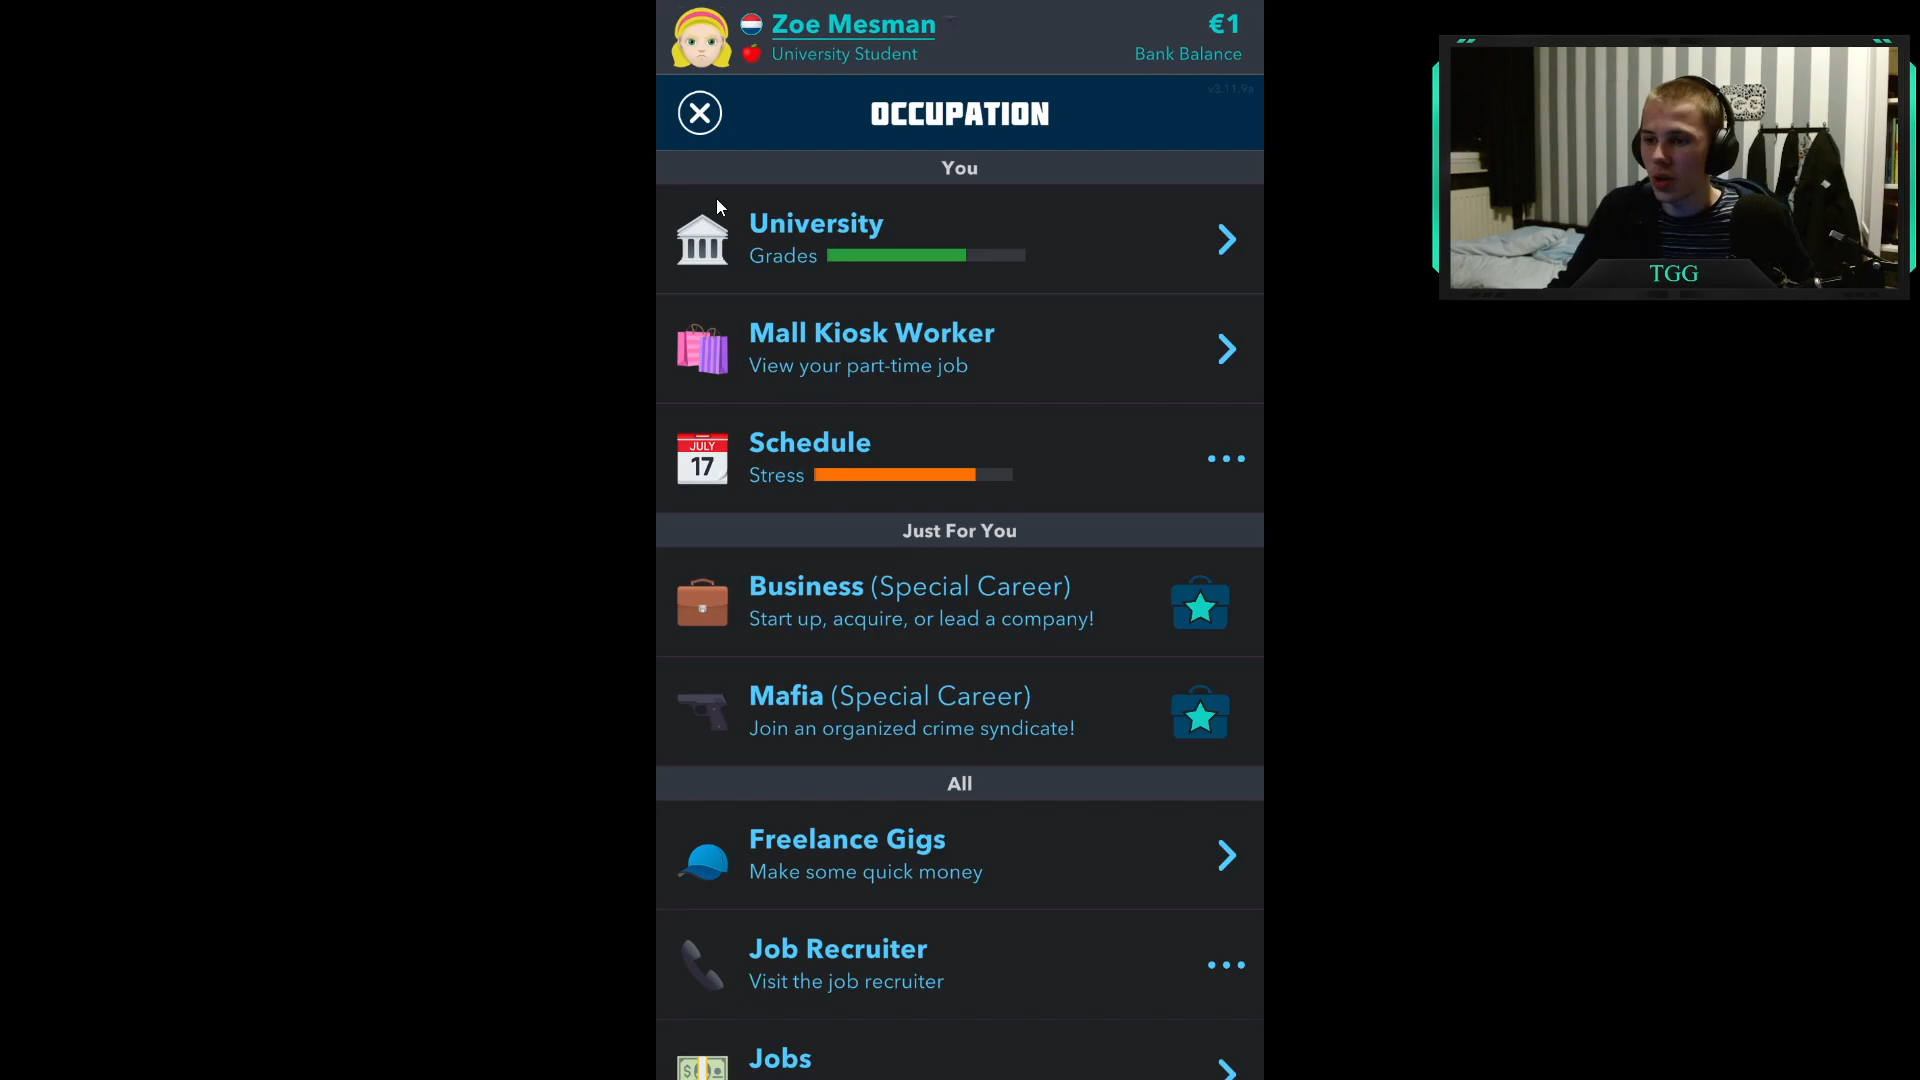 Zoe Mesman
€1
University Student
Bank Balance
v3.11.9a
OCCUPATION
You
University
Grades
Mall Kiosk Worker
View your part-time job
JULY
17
Schedule
Stress
Just For You
Business (Special Career)
Start up, acquire, or lead a company!
Mafia (Special Career)
Join an organized crime syndicate!
All
Freelance Gigs
Make some quick money
Job Recruiter
Visit the job recruiter
Jobs
TGG